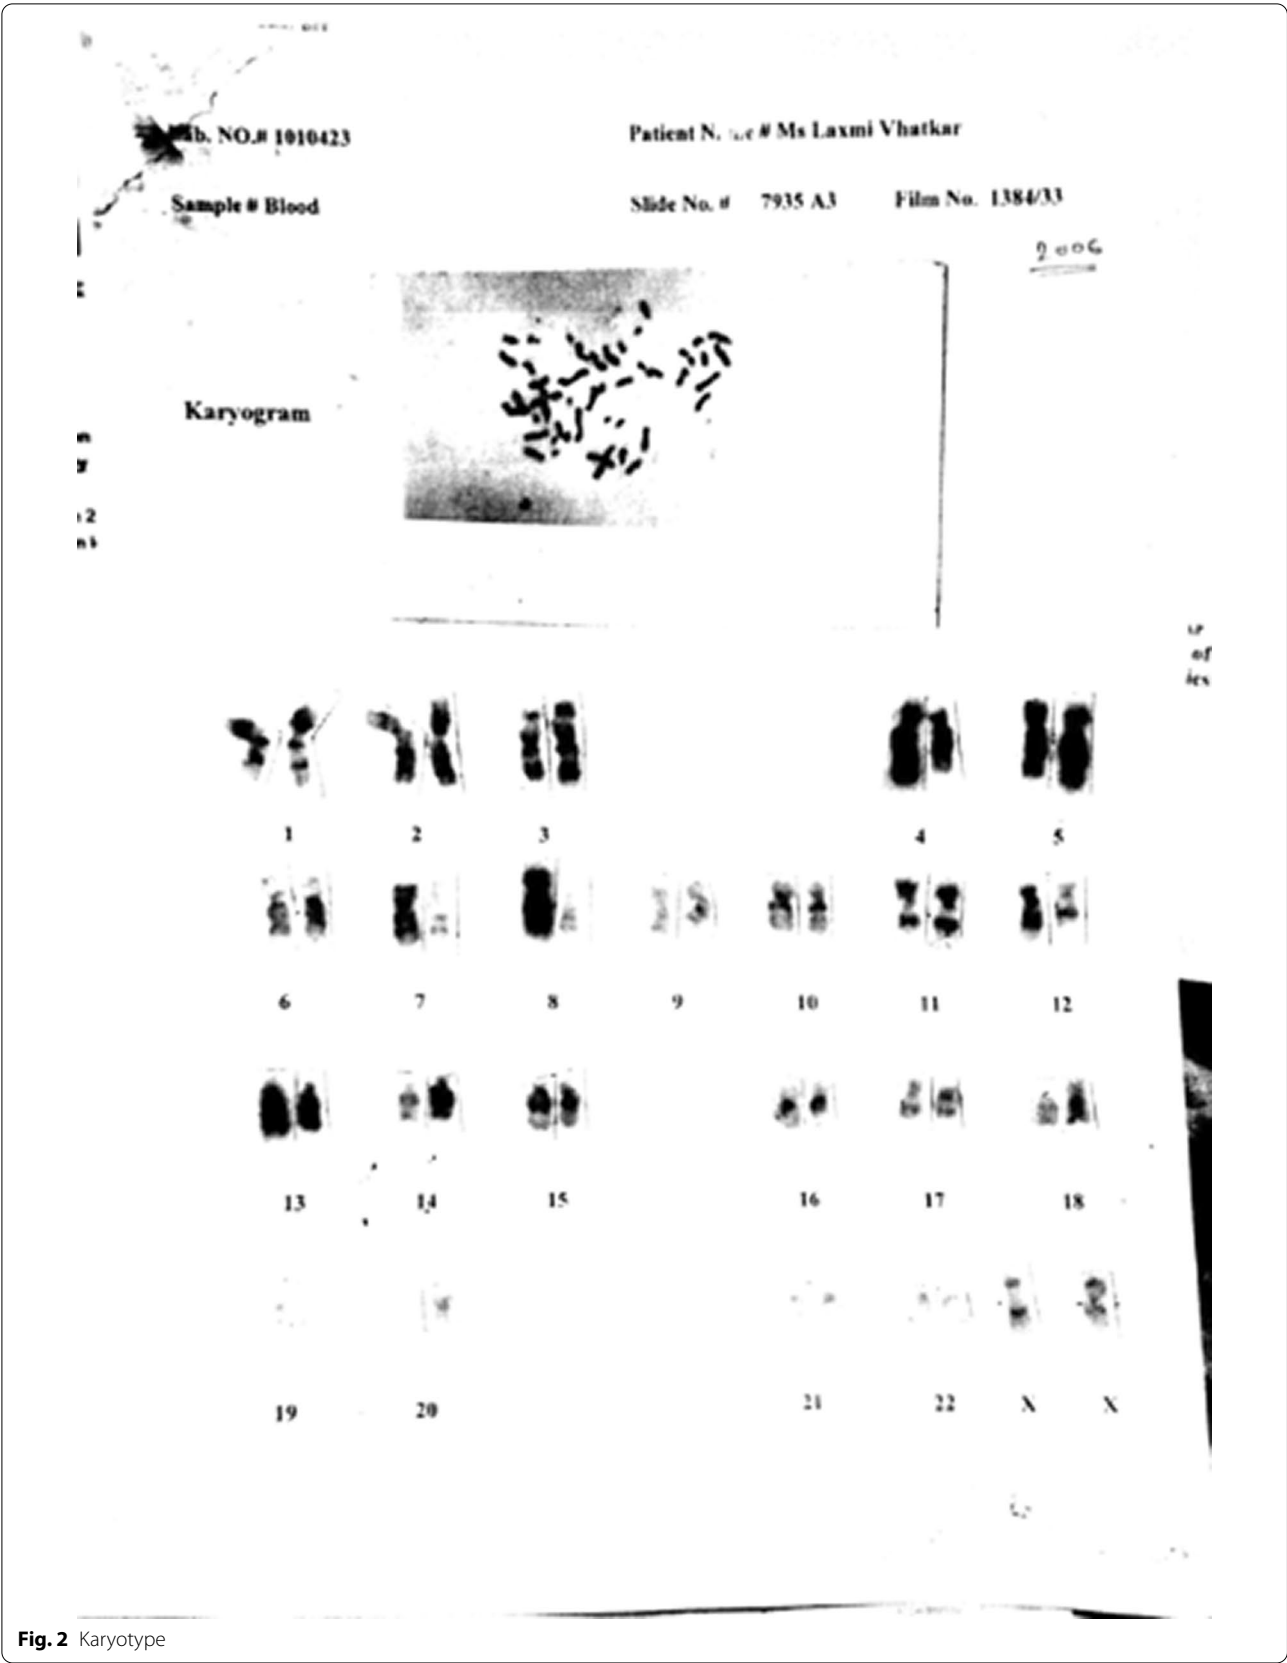 Lab. NO.# 1010423
Patient N. # Ms Laxmi Vhatkar
Sample # Blood
Slide No. # 7935 A3 Film No. 1384/33
2006
Karyogram
of
ics
1 2 3 4 5
6 7 8 9 10 11 12
13 14 15 16 17 18
19 20 21 22 X X
Fig. 2 Karyotype